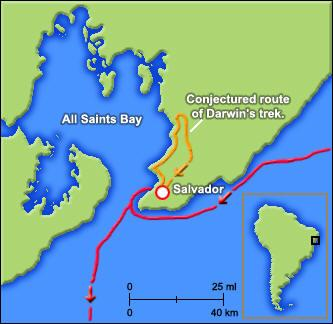 Conjectured route
of Darwin's trek.
All Saints Bay
Salvador
0 25 ml
0 40 km